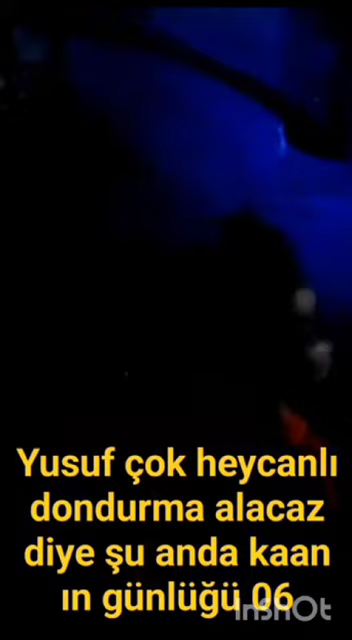 Yusuf çok heycanlı
dondurma alacaz
diye şu anda kaan
ın günlüğü 06
InShOt